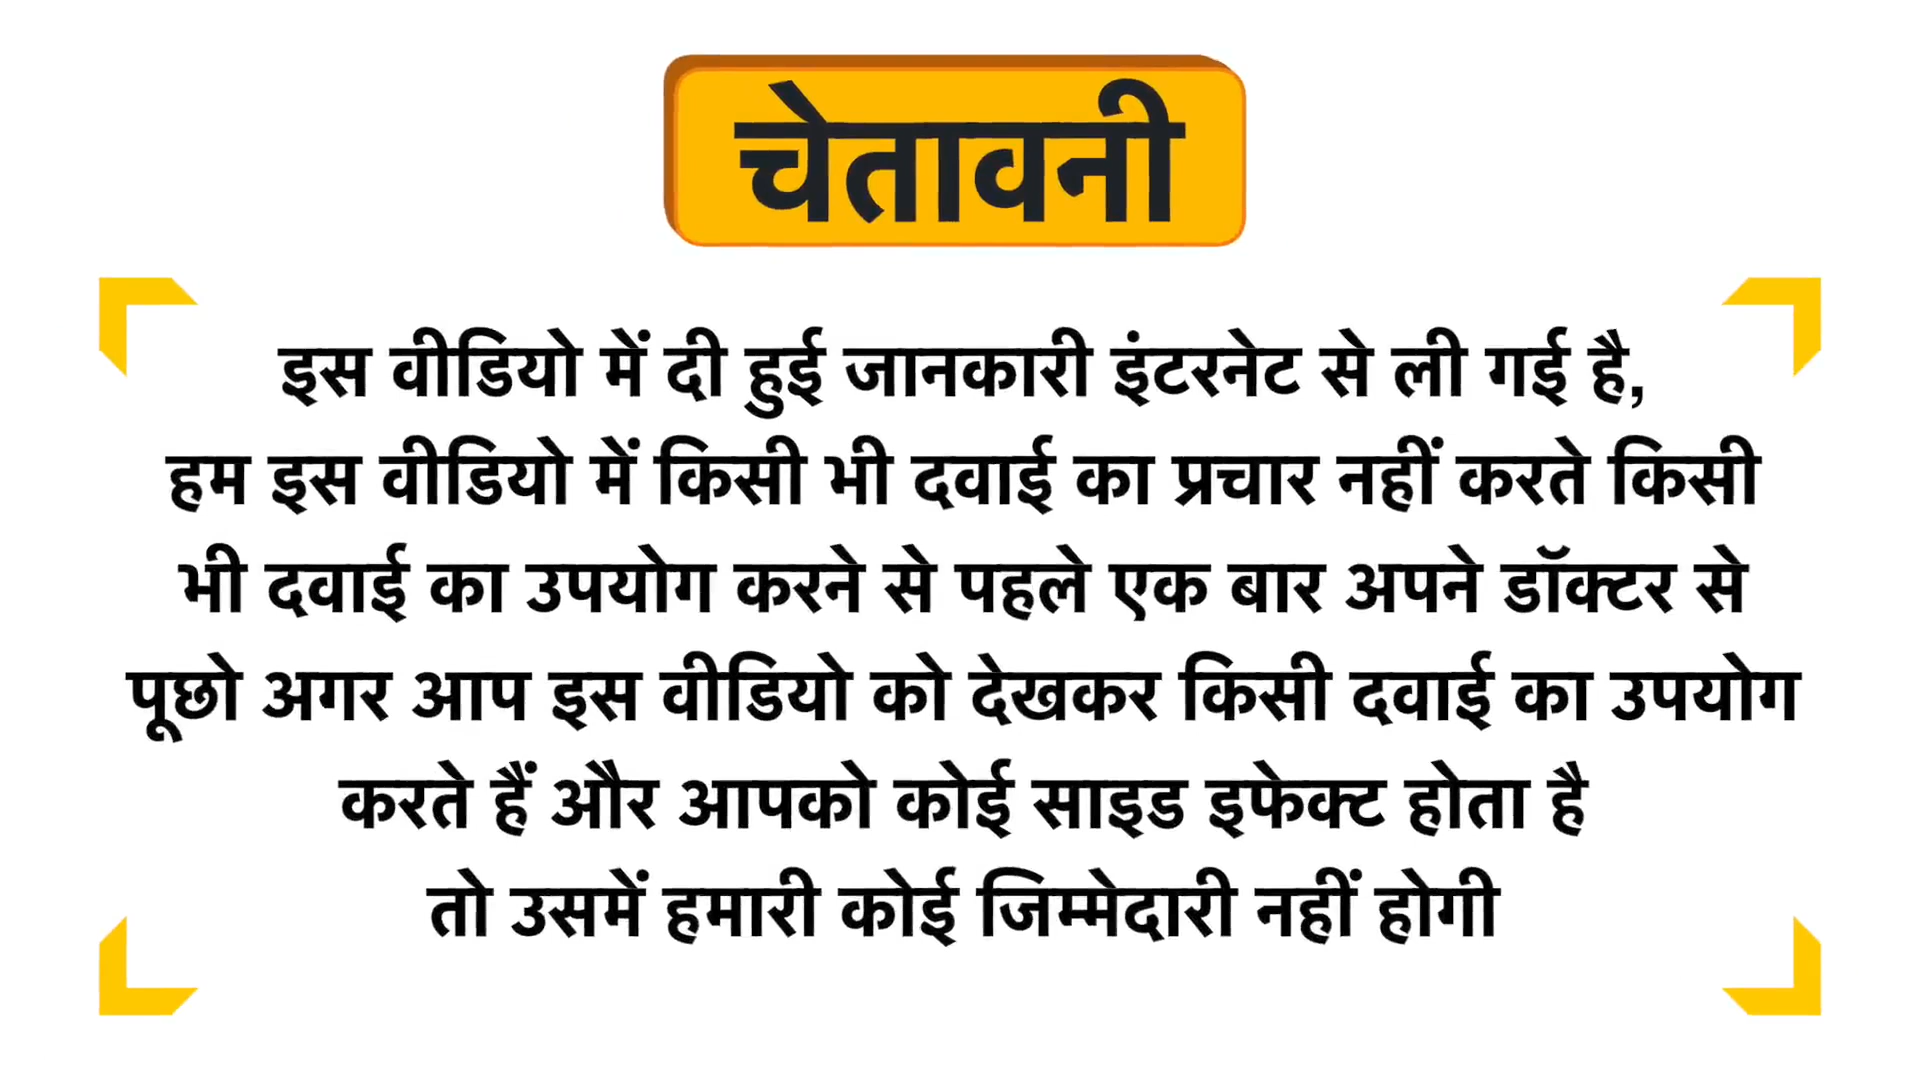 चेतावनी
इस वीडियो में दी हुई जानकारी इंटरनेट से ली गई है,
हम इस वीडियो में किसी भी दवाई का प्रचार नहीं करते किसी
भी दवाई का उपयोग करने से पहले एक बार अपने डॉक्टर से
पूछो अगर आप इस वीडियो को देखकर किसी दवाई का उपयोग
करते हैं और आपको कोई साइड इफेक्ट होता है
तो उसमें हमारी कोई जिम्मेदारी नहीं होगी